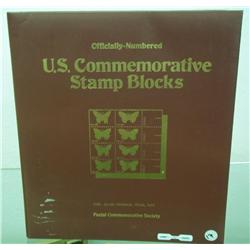 Officially-Numbered
U.S. Commemorative
Stamp Blocks
Postal Commemorative Society